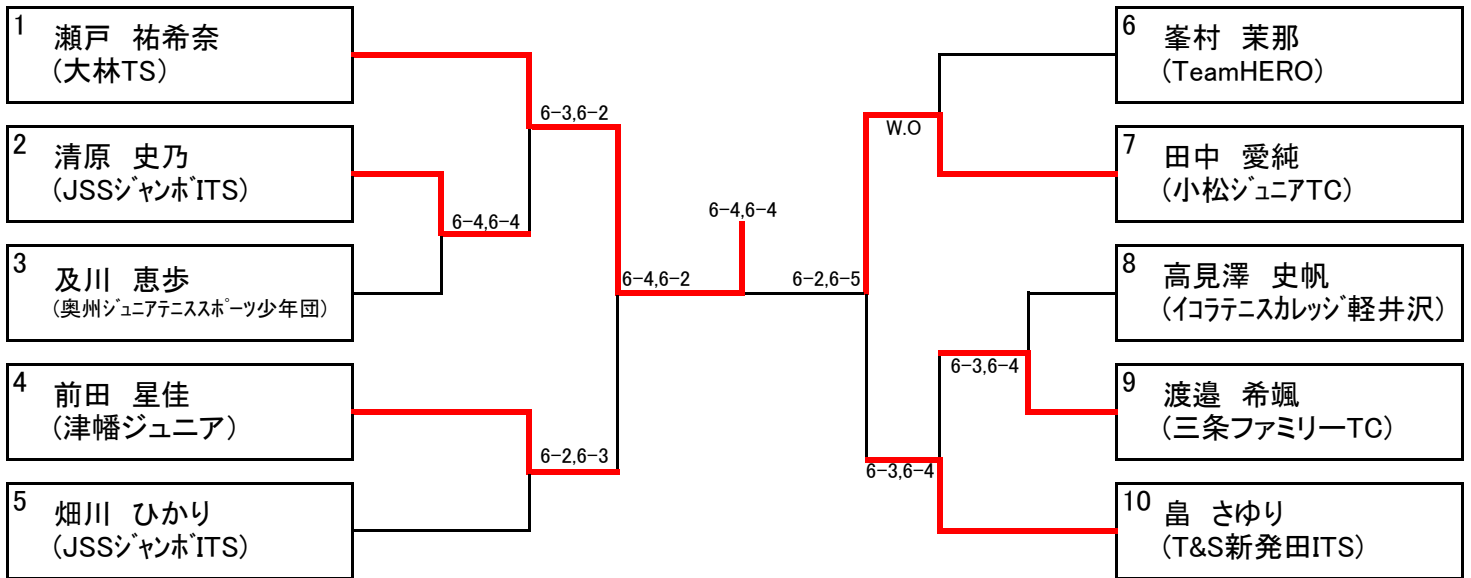 1 瀬戸 祐希奈
(大林TS)
2 清原 史乃
(JSSｼﾞｬﾝﾎﾞITS)
3 及川 恵歩
(奥州ｼﾞｭﾆｱﾃﾆｽｽﾎﾟｰﾂ少年団)
4 前田 星佳
(津幡ジュニア)
5 畑川 ひかり
(JSSｼﾞｬﾝﾎﾞITS)
6-3,6-2
6-4,6-4
6-4,6-2
6-2,6-3
6-4,6-4
6-2,6-5
W.O
6-3,6-4
6-3,6-4
6 峯村 茉那
(TeamHERO)
7 田中 愛純
(小松ｼﾞｭﾆｱTC)
8 高見澤 史帆
(ｲｺﾗﾃﾆｽｶﾚｯｼﾞ軽井沢)
9 渡邉 希颯
(三条ファミリーTC)
10 畠 さゆり
(T&S新発田ITS)